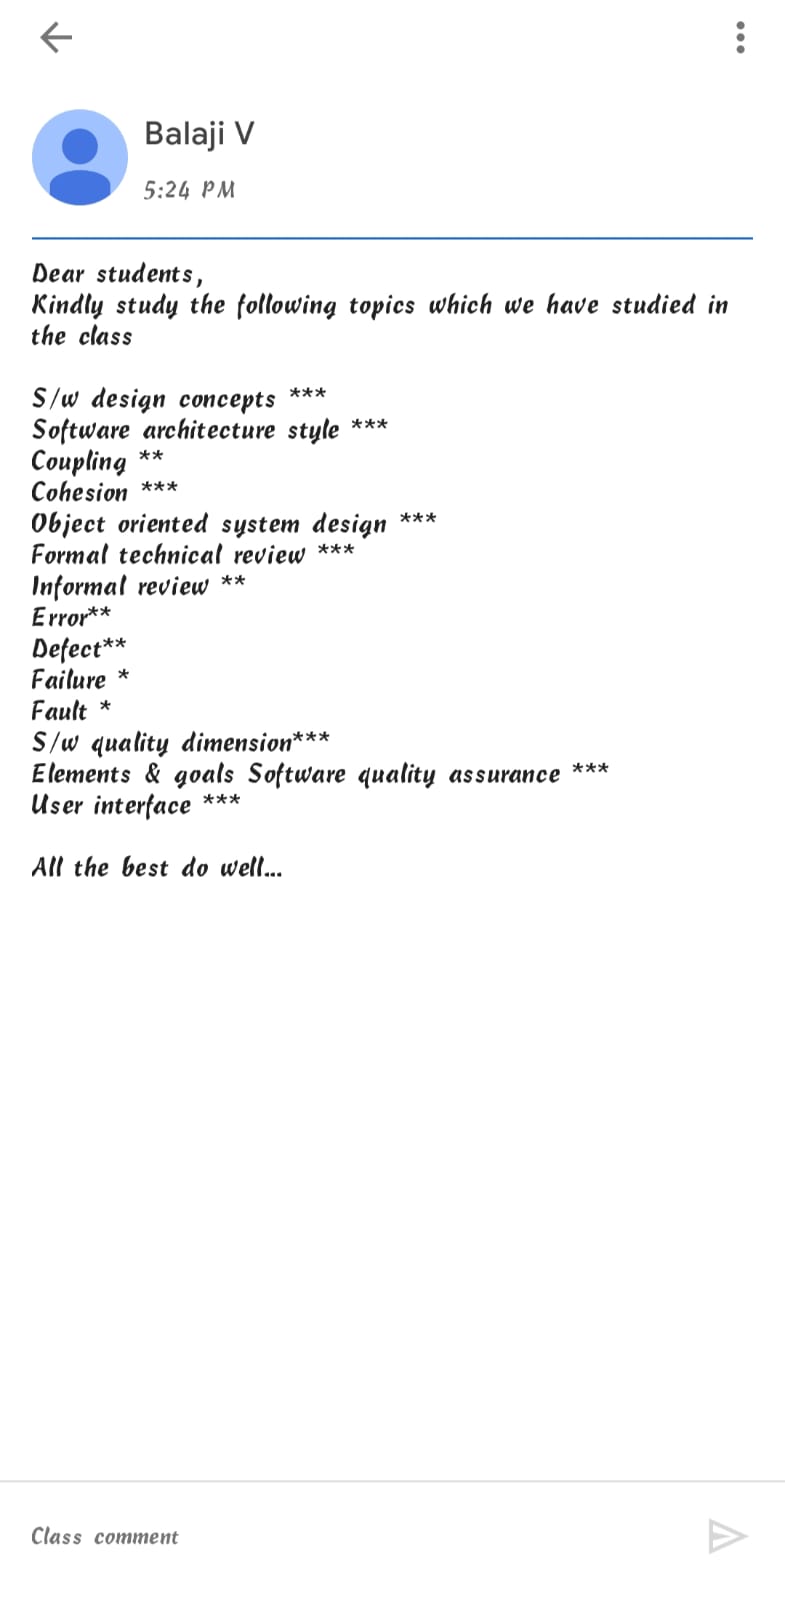 Balaji V
5:24 PM
Dear students,
Kindly study the following topics which we have studied in
the class
S/w design concepts ***
Software architecture style ***
Coupling **
Cohesion ***
Object oriented system design ***
Formal technical review ***
Informal review **
Error**
Defect**
Failure *
Fault *
S/w quality dimension***
Elements & goals Software quality assurance ***
User interface ***
All the best do well...
Class comment